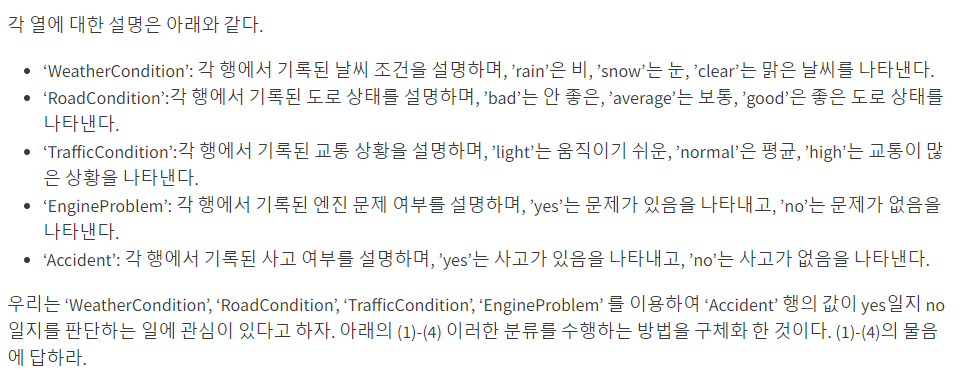 각 열에 대한 설명은 아래와 같다.
• ‘WeatherCondition’: 각 행에서 기록된 날씨 조건을 설명하며, ’rain’은 비, ’snow’는 눈, ’clear’는 맑은 날씨를 나타낸다.
• ‘RoadCondition’:각 행에서 기록된 도로 상태를 설명하며, ’bad’는 안 좋은, ’average’는 보통, ’good’은 좋은 도로 상태를
나타낸다.
• ‘TrafficCondition’:각 행에서 기록된 교통 상황을 설명하며, ’light’는 움직이기 쉬운, ’normal’은 평균, ’high’는 교통이 많
은 상황을 나타낸다.
• ‘EngineProblem’: 각 행에서 기록된 엔진 문제 여부를 설명하며, ’yes’는 문제가 있음을 나타내고, ’no’는 문제가 없음을
나타낸다.
• ‘Accident’: 각 행에서 기록된 사고 여부를 설명하며, ’yes’는 사고가 있음을 나타내고, ’no’는 사고가 없음을 나타낸다.
우리는 ‘WeatherCondition’, ‘RoadCondition’, ‘TrafficCondition’, ‘EngineProblem’ 를 이용하여 ‘Accident’ 행의 값이 yes일지 no
일지를 판단하는 일에 관심이 있다고 하자. 아래의 (1)-(4) 이러한 분류를 수행하는 방법을 구체화 한 것이다. (1)-(4)의 물음
에 답하라.